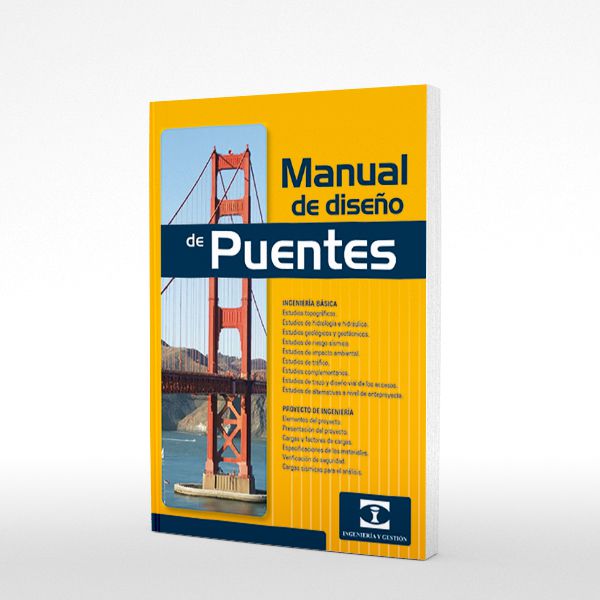 Manual
de diseño
de Puentes
INGENIERÍA BÁSICA
Estudios topográficos.
Estudios de hidrología e hidráulica.
Estudios geológicos y geotécnicos.
Estudios de riesgo sísmico.
Estudios de impacto ambiental.
Estudios de tráfico.
Estudios complementarios.
Estudios de trazo y diseño vial de los accesos.
Estudios de alternativas a nivel de anteproyecto.
PROYECTO DE INGENIERÍA
Elementos del proyecto.
Presentación del proyecto.
Cargas y factores de cargas.
Especificaciones de los materiales.
Verificación de seguridad.
Cargas sísmicas para el análisis.
INGENIERÍA Y GESTIÓN